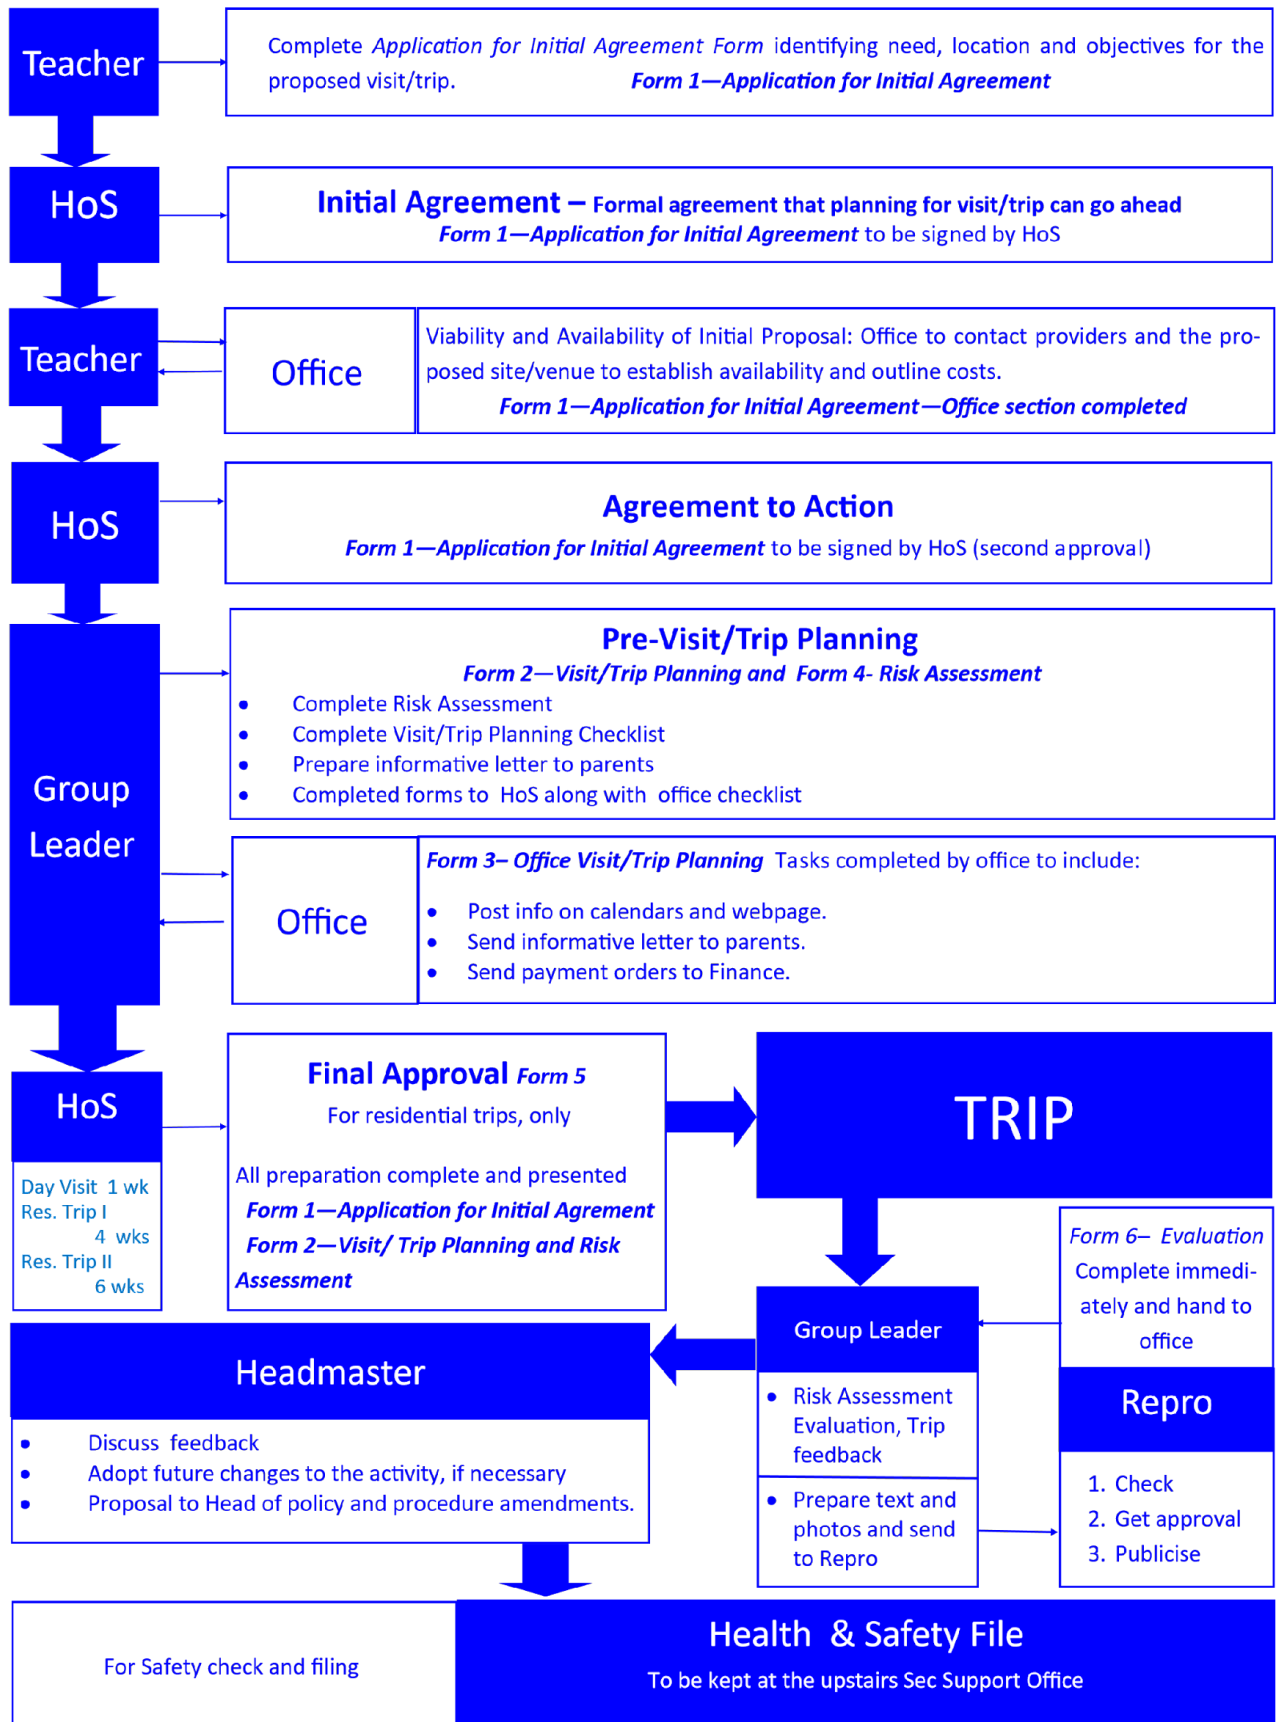 Teacher
Complete Application for Initial Agreement Form identifying need, location and objectives for the
proposed visit/trip. Form 1—Application for Initial Agreement
HoS
Initial Agreement – Formal agreement that planning for visit/trip can go ahead
Form 1—Application for Initial Agreement to be signed by HoS
Teacher
Office
Viability and Availability of Initial Proposal: Office to contact providers and the pro-
posed site/venue to establish availability and outline costs.
Form 1—Application for Initial Agreement—Office section completed
HoS
Agreement to Action
Form 1—Application for Initial Agreement to be signed by HoS (second approval)
Group
Leader
Pre-Visit/Trip Planning
Form 2—Visit/Trip Planning and Form 4- Risk Assessment
• Complete Risk Assessment
• Complete Visit/Trip Planning Checklist
• Prepare informative letter to parents
• Completed forms to HoS along with office checklist
Office
Form 3– Office Visit/Trip Planning Tasks completed by office to include:
• Post info on calendars and webpage.
• Send informative letter to parents.
• Send payment orders to Finance.
HoS
Day Visit 1 wk
Res. Trip I
4 wks
Res. Trip II
6 wks
Final Approval Form 5
For residential trips, only
All preparation complete and presented
Form 1—Application for Initial Agrement
Form 2—Visit/ Trip Planning and Risk
Assessment
TRIP
Form 6– Evaluation
Complete immedi-
ately and hand to
office
Group Leader
• Risk Assessment
Evaluation, Trip
feedback
• Prepare text and
photos and send
to Repro
Repro
1. Check
2. Get approval
3. Publicise
Headmaster
• Discuss feedback
• Adopt future changes to the activity, if necessary
• Proposal to Head of policy and procedure amendments.
For Safety check and filing
Health & Safety File
To be kept at the upstairs Sec Support Office